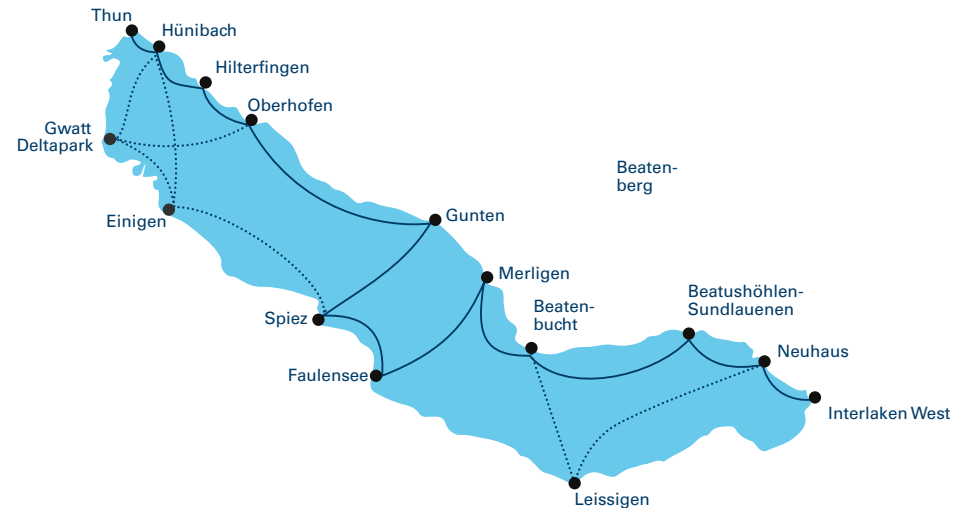 Thun
Hünibach
Hilterfingen
Oberhofen
Gwatt
Deltapark
Beaten-
berg
Einigen
Gunten
Merligen
Spiez
Beaten-
bucht
Beatushöhlen-
Sundlauenen
Faulensee
Neuhaus
Interlaken West
Leissigen